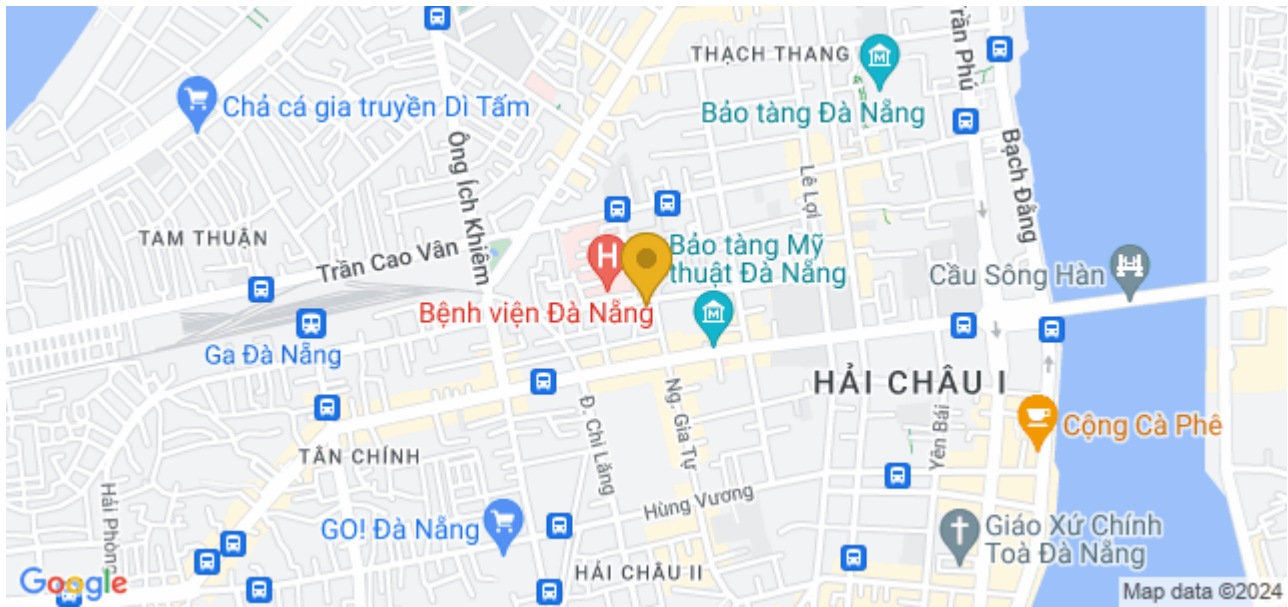 THẠCH THANG
Trần Phú
Chả cá gia truyền Dì Tấm
Bảo tàng Đà Nẵng
Ông Ích Khiêm
Bạch Đằng
Lê Lợi
TAM THUẬN
Trần Cao Vân
Bảo tàng Mỹ
thuật Đà Nẵng
Cầu Sông Hàn
H
Bệnh viện Đà Nẵng
Ga Đà Nẵng
HẢI CHÂU I
Đ. Chi Lăng
Ng. Gia Tự
Yên Bái
Cộng Cà Phê
TÂN CHÍNH
Hải Phòng
Hùng Vương
GO! Đà Nẵng
Giáo Xứ Chính
Toà Đà Nẵng
HẢI CHÂU II
Google
Map data ©2024